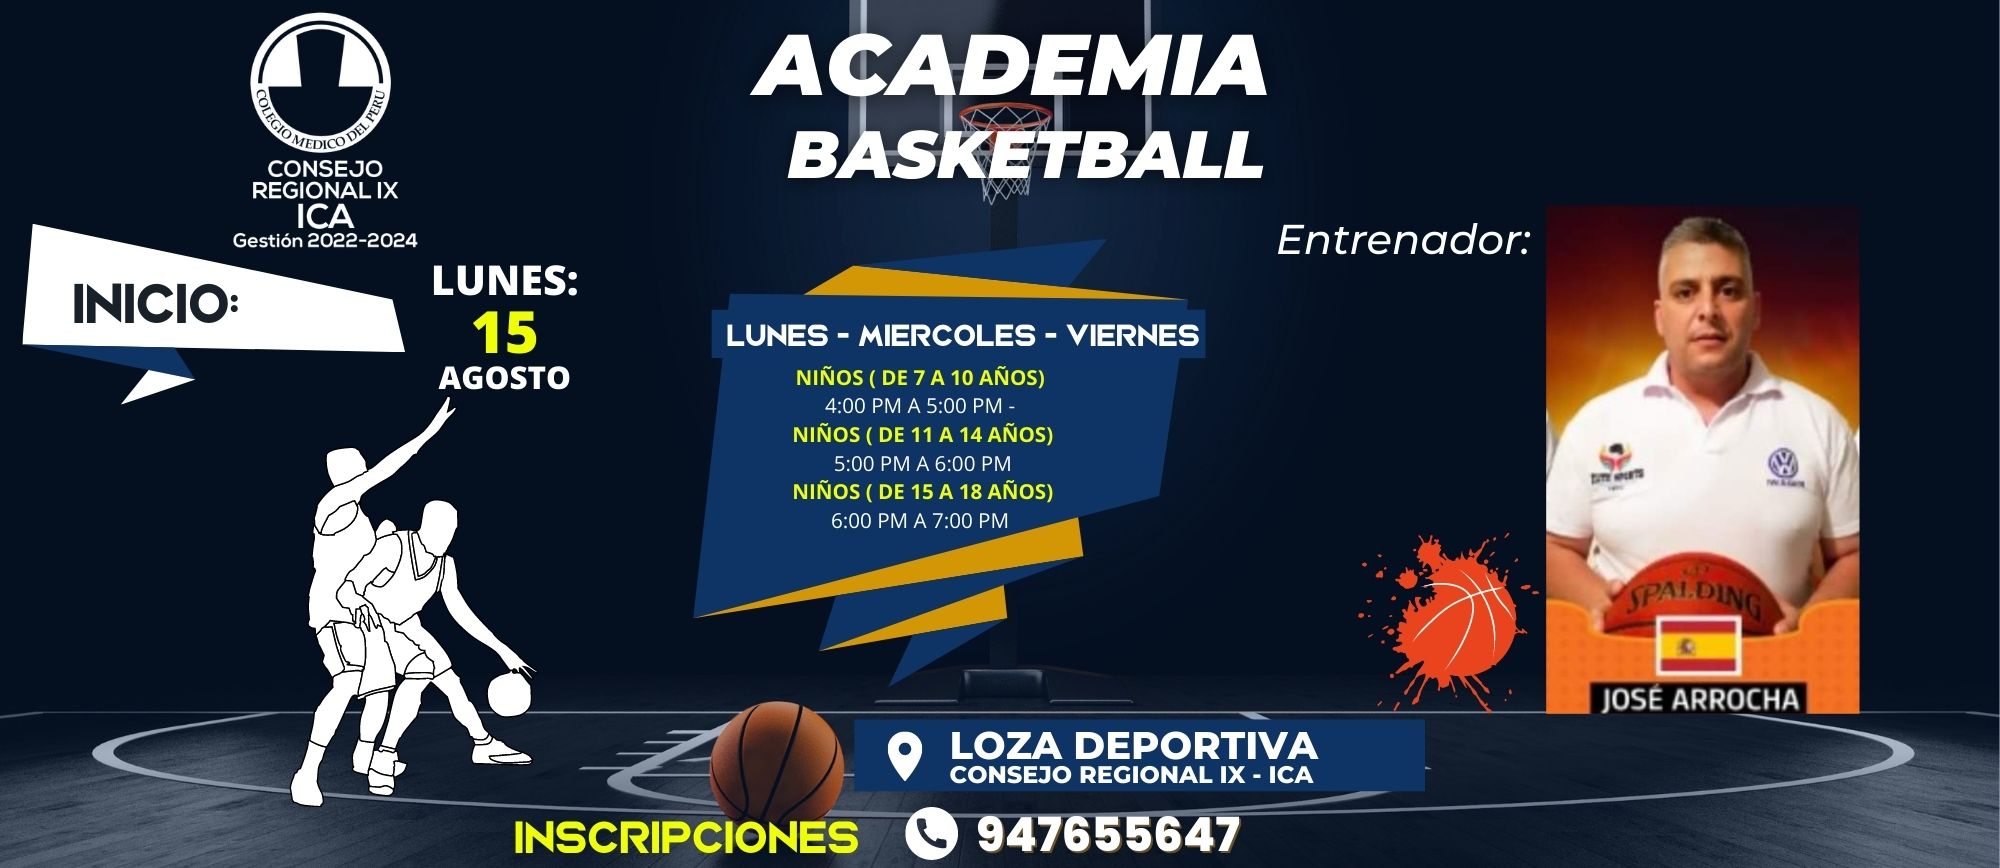 COLEGIO MEDICO DEL PERU
CONSEJO
REGIONAL IX
ICA
Gestión 2022-2024
ACADEMIA
BASKETBALL
INICIO:
LUNES:
15
AGOSTO
LUNES - MIERCOLES - VIERNES
NIÑOS ( DE 7 A 10 AÑOS)
4:00 PM A 5:00 PM -
NIÑOS ( DE 11 A 14 AÑOS)
5:00 PM A 6:00 PM
NIÑOS ( DE 15 A 18 AÑOS)
6:00 PM A 7:00 PM
Entrenador:
SPALDING
JOSÉ ARROCHA
LOZA DEPORTIVA
CONSEJO REGIONAL IX - ICA
INSCRIPCIONES
947655647